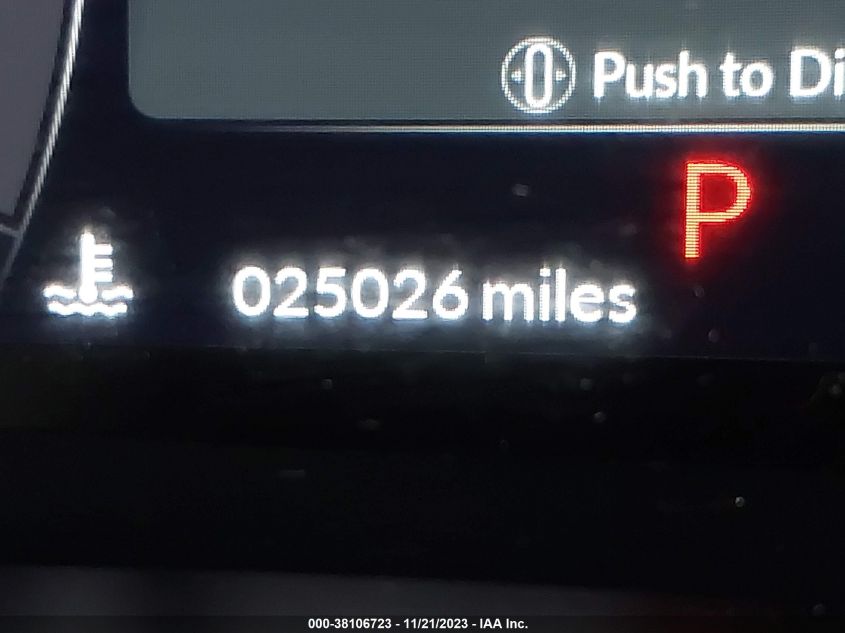 Push to Di
P
025026 miles
000-38106723 - 11/21/2023 - IAA Inc.